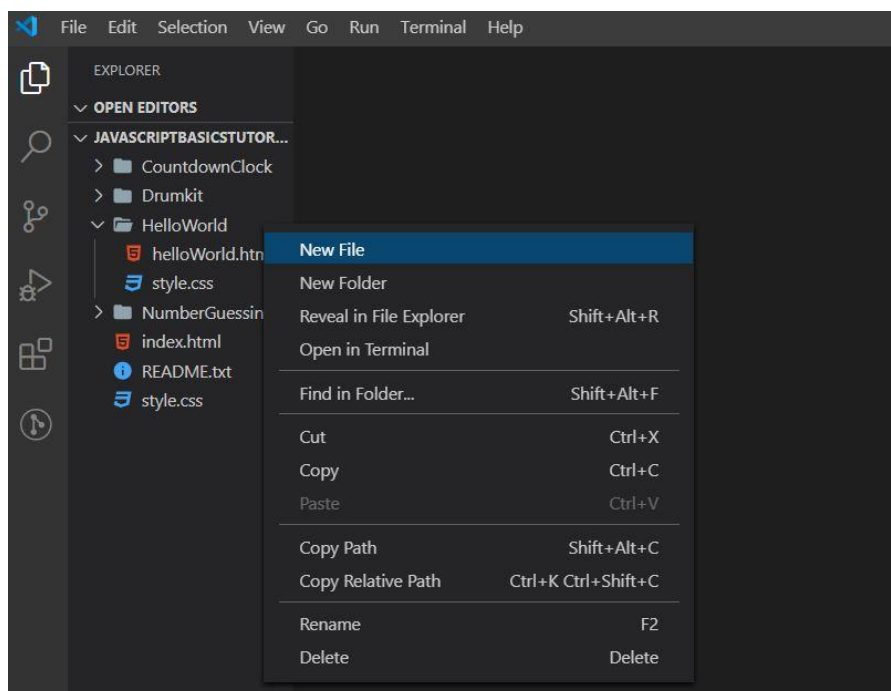 File Edit Selection View Go Run Terminal Help
EXPLORER
OPEN EDITORS
JAVASCRIPTBASICSTUTOR...
CountdownClock
Drumkit
HelloWorld
helloWorld.htm
style.css
NumberGuessin
index.html
README.txt
style.css
New File
New Folder
Reveal in File Explorer Shift+Alt+R
Open in Terminal
Find in Folder... Shift+Alt+F
Cut Ctrl+X
Copy Ctrl+C
Paste Ctrl+V
Copy Path Shift+Alt+C
Copy Relative Path Ctrl+K Ctrl+Shift+C
Rename F2
Delete Delete